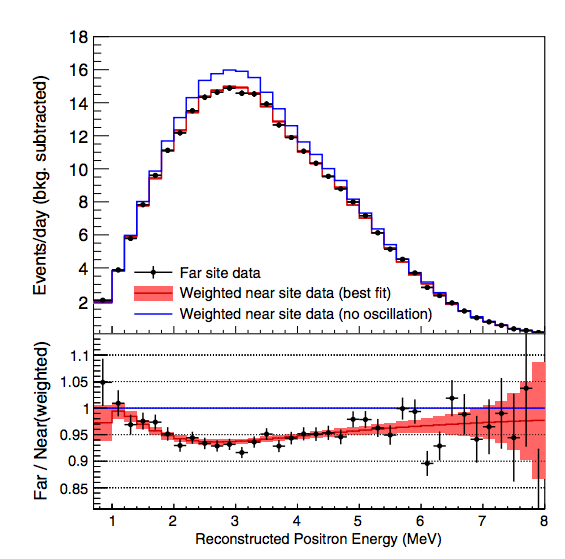 Events/day (bkg. subtracted)
18
16
14
12
10
8
6
4
2
Far site data
Weighted near site data (best fit)
Weighted near site data (no oscillation)
Far / Near(weighted)
1.1
1.05
1
0.95
0.9
0.85
1 2 3 4 5 6 7 8
Reconstructed Positron Energy (MeV)